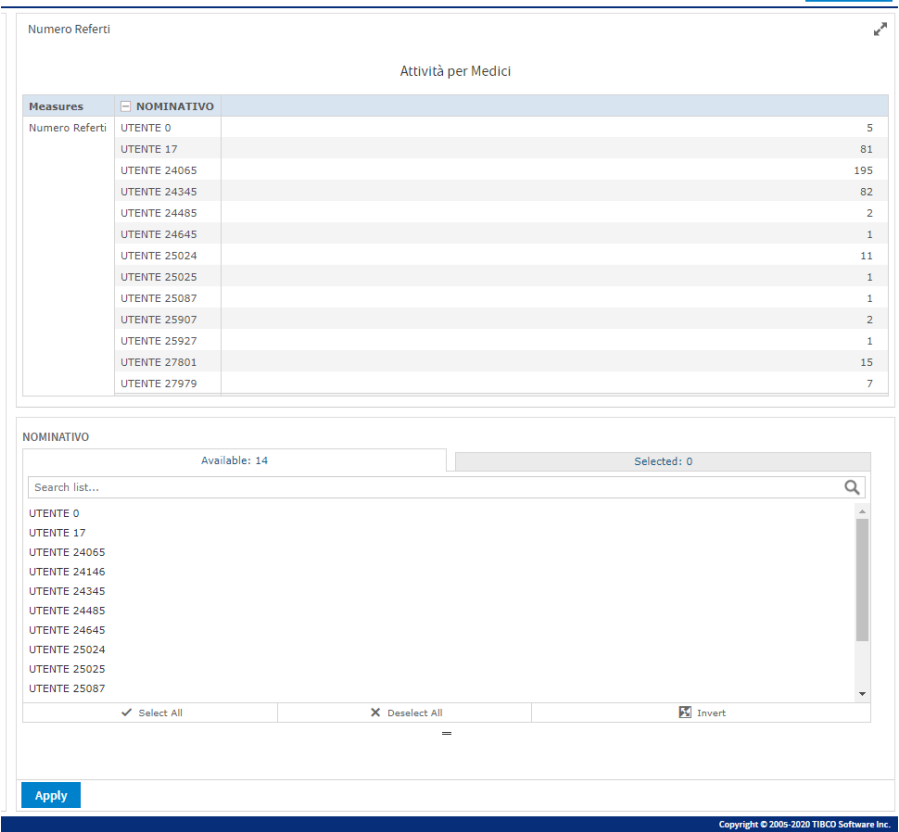 Numero Referti
Attività per Medici
Measures NOMINATIVO
Numero Referti UTENTE 0 5
UTENTE 17 81
UTENTE 24065 195
UTENTE 24345 82
UTENTE 24485 2
UTENTE 24645 1
UTENTE 25024 11
UTENTE 25025 1
UTENTE 25087 1
UTENTE 25907 2
UTENTE 25927 1
UTENTE 27801 15
UTENTE 27979 7
NOMINATIVO
Available: 14 Selected: 0
Search list...
UTENTE 0
UTENTE 17
UTENTE 24065
UTENTE 24146
UTENTE 24345
UTENTE 24485
UTENTE 24645
UTENTE 25024
UTENTE 25025
UTENTE 25087
Select All Deselect All Invert
Apply
Copyright © 2005-2020 TIBCO Software Inc.